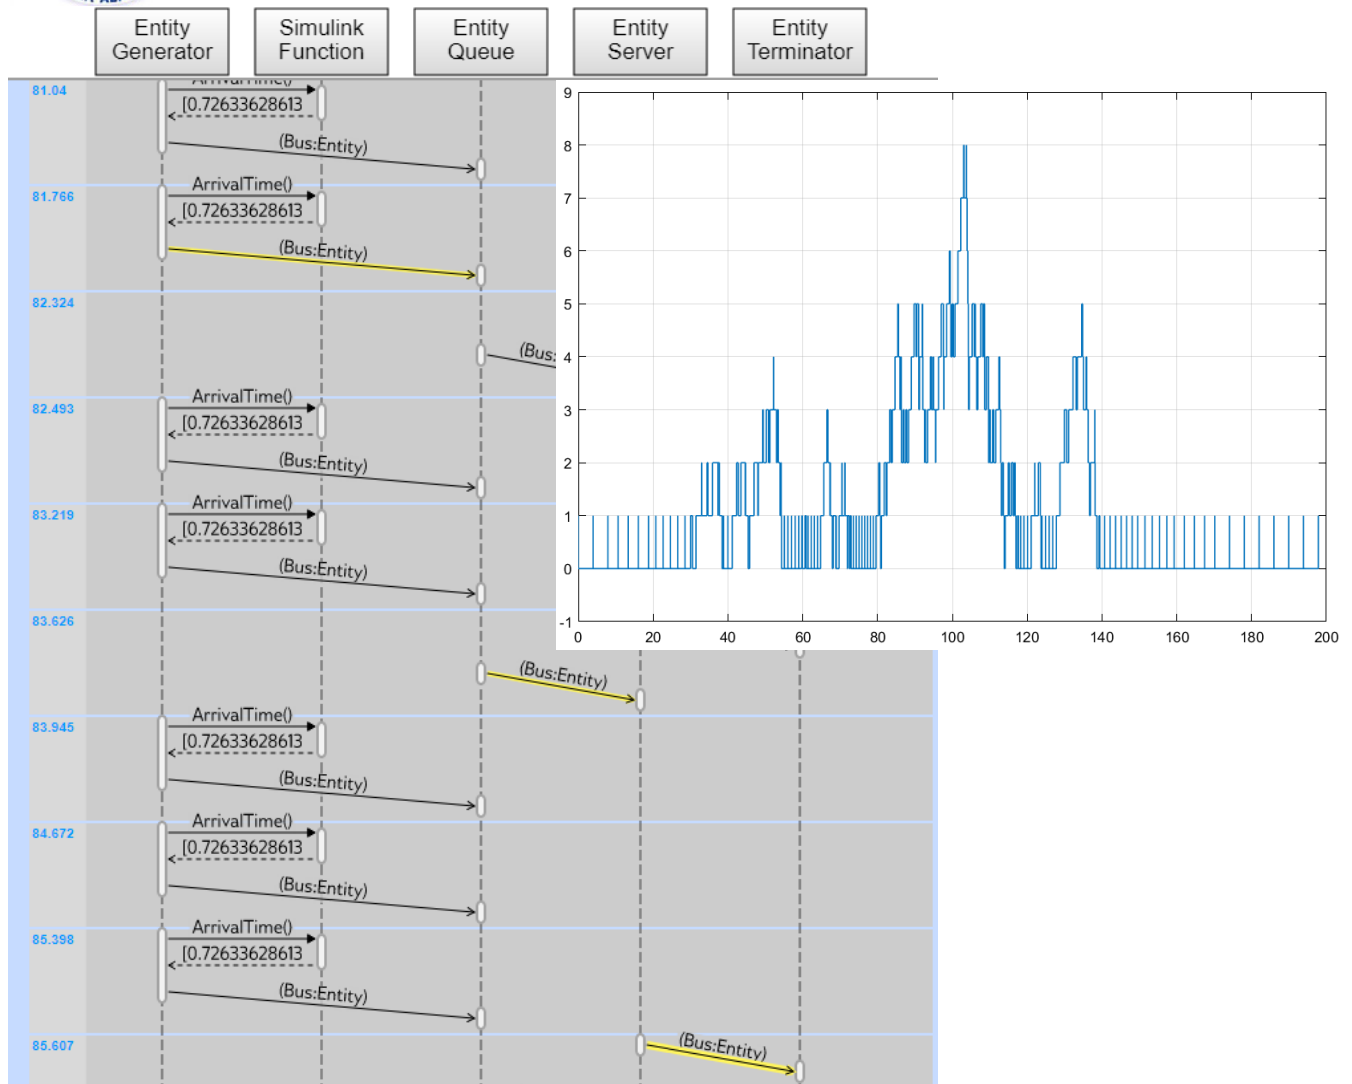 Entity
Generator
Simulink
Function
Entity
Queue
Entity
Server
Entity
Terminator
81.04
ArrivalTime()
[0.72633628613
(Bus:Entity)
81.766
ArrivalTime()
[0.72633628613
(Bus:Entity)
82.324
(Bus:
82.493
ArrivalTime()
[0.72633628613
(Bus:Entity)
83.219
ArrivalTime()
[0.72633628613
(Bus:Entity)
83.626
(Bus:Entity)
83.945
ArrivalTime()
[0.72633628613
(Bus:Entity)
84.672
ArrivalTime()
[0.72633628613
(Bus:Entity)
85.398
ArrivalTime()
[0.72633628613
(Bus:Entity)
85.607
(Bus:Entity)
9
8
7
6
5
4
3
2
1
0
-1
0 20 40 60 80 100 120 140 160 180 200